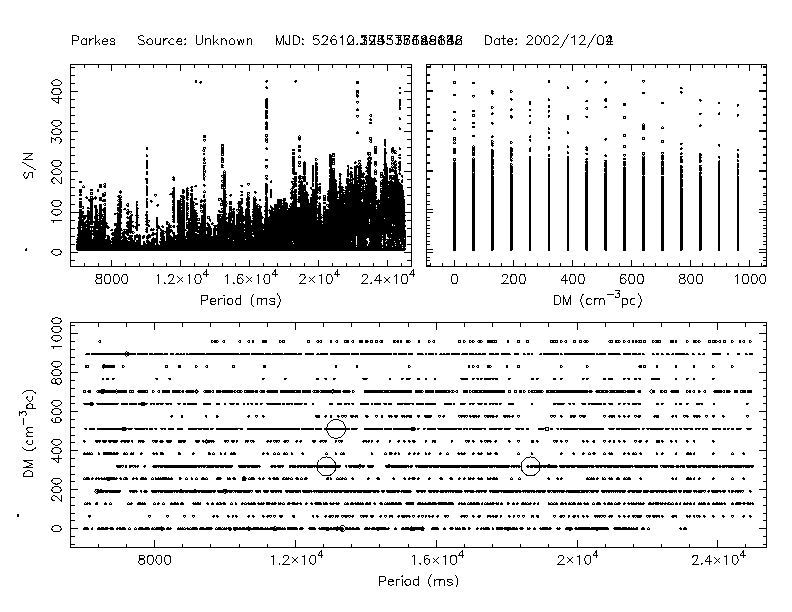 Parkes Source: Unknown MJD: Date: 2002/12/
400
300
200
100
0
S/N
8000 1.2×10⁴ 1.6×10⁴ 2×10⁴ 2.4×10⁴
Period (ms)
0 200 400 600 800 1000
DM (cm⁻³pc)
1000
800
600
400
200
0
DM (cm⁻³pc)
8000 1.2×10⁴ 1.6×10⁴ 2×10⁴ 2.4×10⁴
Period (ms)